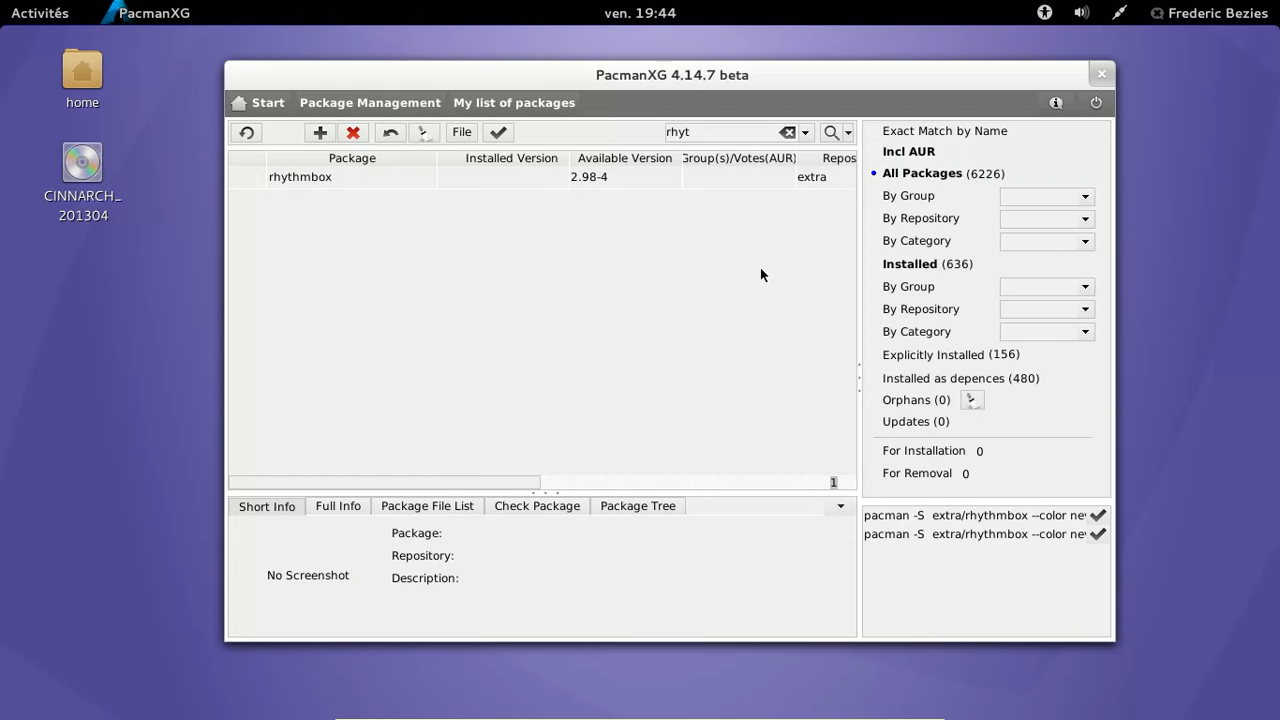 Activités PacmanXG ven. 19:44 Frederic Bezies
home
CINNARCH_
201304
PacmanXG 4.14.7 beta
Start Package Management My list of packages
File rhyt
Package Installed Version Available Version Group(s)/Votes(AUR) Repos
rhythmbox 2.98-4 extra
1
Short Info Full Info Package File List Check Package Package Tree
No Screenshot
Package:
Repository:
Description:
Exact Match by Name
Incl AUR
All Packages (6226)
By Group
By Repository
By Category
Installed (636)
By Group
By Repository
By Category
Explicitly Installed (156)
Installed as depences (480)
Orphans (0)
Updates (0)
For Installation 0
For Removal 0
pacman -S extra/rhythmbox --color nev
pacman -S extra/rhythmbox --color nev